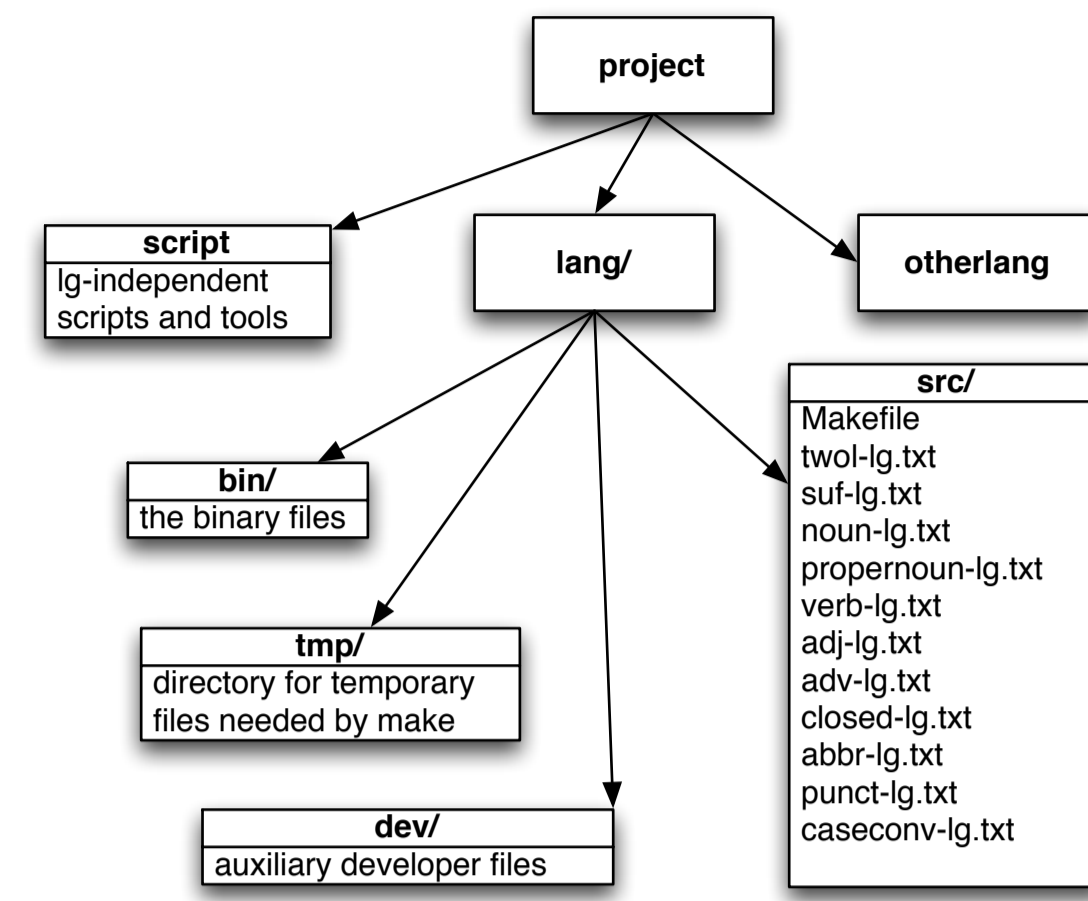 project
script
lg-independent
scripts and tools
lang/
otherlang
bin/
the binary files
tmp/
directory for temporary
files needed by make
dev/
auxiliary developer files
src/
Makefile
twol-lg.txt
suf-lg.txt
noun-lg.txt
propernoun-lg.txt
verb-lg.txt
adj-lg.txt
adv-lg.txt
closed-lg.txt
abbr-lg.txt
punct-lg.txt
caseconv-lg.txt